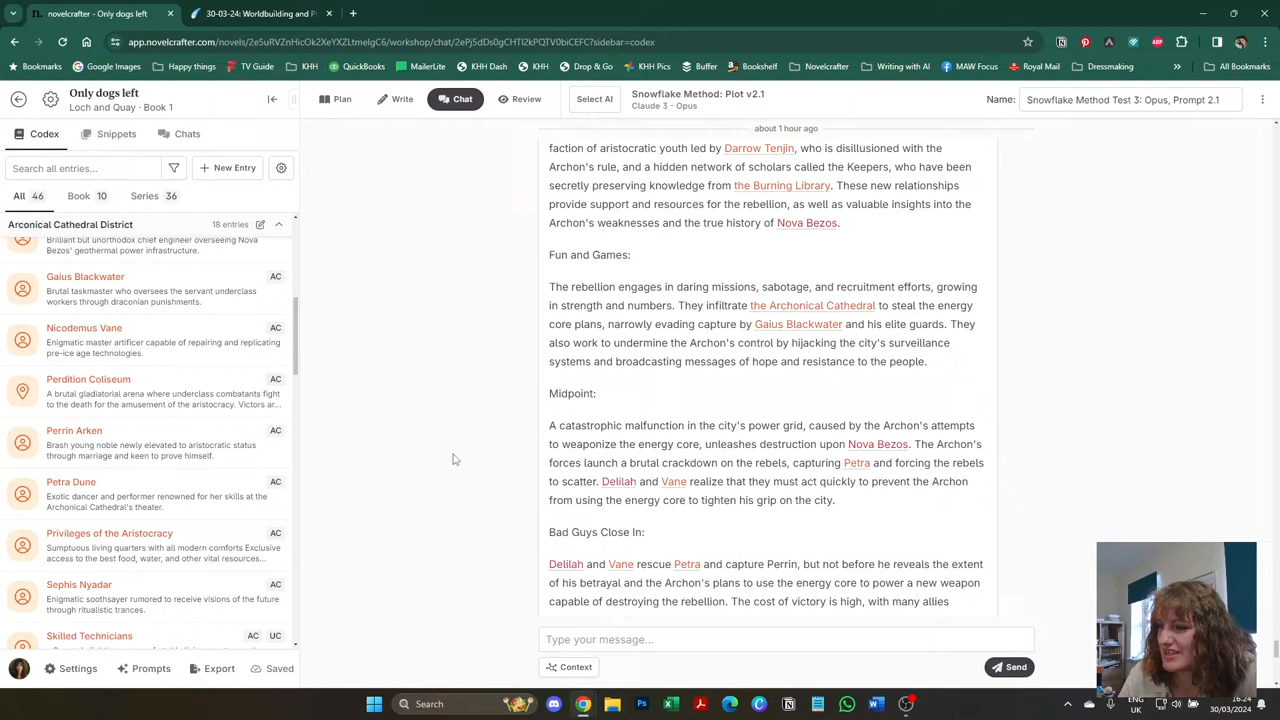 novelcrafter - Only dogs left
30-03-24: Worldbuilding and P
app.novelcrafter.com/novels/2e5uRVZnHicOk2XeYXZLtmelgC6/workshop/chat/2ePj5dDs0gCHTl2kPQTV0biCEFC?sidebar=codex
Bookmarks Google Images Happy things TV Guide KHH QuickBooks MailerLite KHH Drop & Go KHH Pics Buffer Bookshelf Novelcrafter Writing with AI MAW Focus Pinterest Dressmaking All Bookmarks
Only dogs left
Loch and Quay - Book 1
Plan Write Chat Review
Select AI
Snowflake Method: Plot v2.1
Claude 3 - Opus
Name: Snowflake Method Test 3: Opus, Prompt 2.1
Codex Snippets Chats
Search all entries...
New Entry
All 46 Book 10 Series 36
Arconical Cathedral District 18 entries
Brilliant but unorthodox chief engineer overseeing Nova
Bezos' geothermal power infrastructure.
Gaius Blackwater AC
Brutal taskmaster who oversees the servant underclass
workers through draconian punishments.
Nicodemus Vane AC
Enigmatic master artificer capable of repairing and replicating
pre-ice age technologies.
Perdition Coliseum AC
A brutal gladiatorial arena where underclass combatants fight
to the death for the amusement of the aristocracy. Victors ar...
Perrin Arken AC
Brash young noble newly elevated to aristocratic status
through marriage and keen to prove himself.
Petra Dune AC
Exotic dancer and performer renowned for her skills at the
Archonical Cathedral's theater.
Privileges of the Aristocracy AC
Sumptuous living quarters with all modern comforts Exclusive
access to the best food, water, and other vital resources...
Sephis Nyadar AC
Enigmatic soothsayer rumored to receive visions of the future
through ritualistic trances.
Skilled Technicians AC UC
Settings Prompts Export Saved
about 1 hour ago
faction of aristocratic youth led by Darrow Tenjin, who is disillusioned with the
Archon's rule, and a hidden network of scholars called the Keepers, who have been
secretly preserving knowledge from the Burning Library. These new relationships
provide support and resources for the rebellion, as well as valuable insights into the
Archon's weaknesses and the true history of Nova Bezos.
Fun and Games:
The rebellion engages in daring missions, sabotage, and recruitment efforts, growing
in strength and numbers. They infiltrate the Archonical Cathedral to steal the energy
core plans, narrowly evading capture by Gaius Blackwater and his elite guards. They
also work to undermine the Archon's control by hijacking the city's surveillance
systems and broadcasting messages of hope and resistance to the people.
Midpoint:
A catastrophic malfunction in the city's power grid, caused by the Archon's attempts
to weaponize the energy core, unleashes destruction upon Nova Bezos. The Archon's
forces launch a brutal crackdown on the rebels, capturing Petra and forcing the rebels
to scatter. Delilah and Vane realize that they must act quickly to prevent the Archon
from using the energy core to tighten his grip on the city.
Bad Guys Close In:
Delilah and Vane rescue Petra and capture Perrin, but not before he reveals the extent
of his betrayal and the Archon's plans to use the energy core to power a new weapon
capable of destroying the rebellion. The cost of victory is high, with many allies
Type your message...
Context
Send
Search
ENG
UK
16:24
30/03/2024